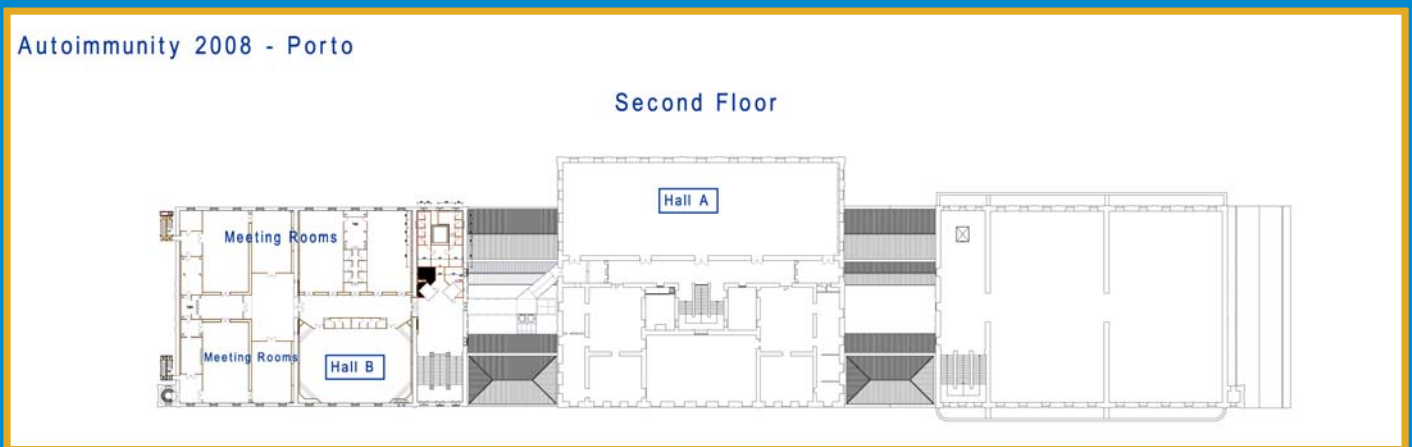 Autoimmunity 2008 - Porto
Second Floor
Hall A
Meeting Rooms
Meeting Rooms
Hall B